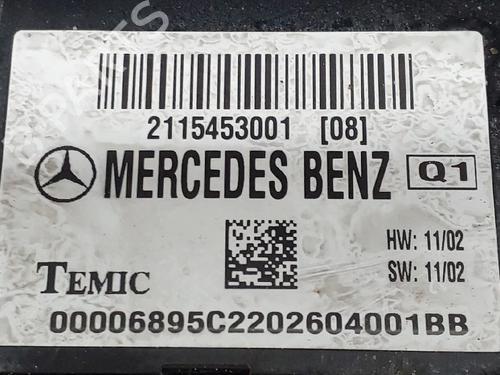 2115453001 [08]
MERCEDES BENZ Q1
HW: 11/02
SW: 11/02
TEMIC
00006895C2202604001BB